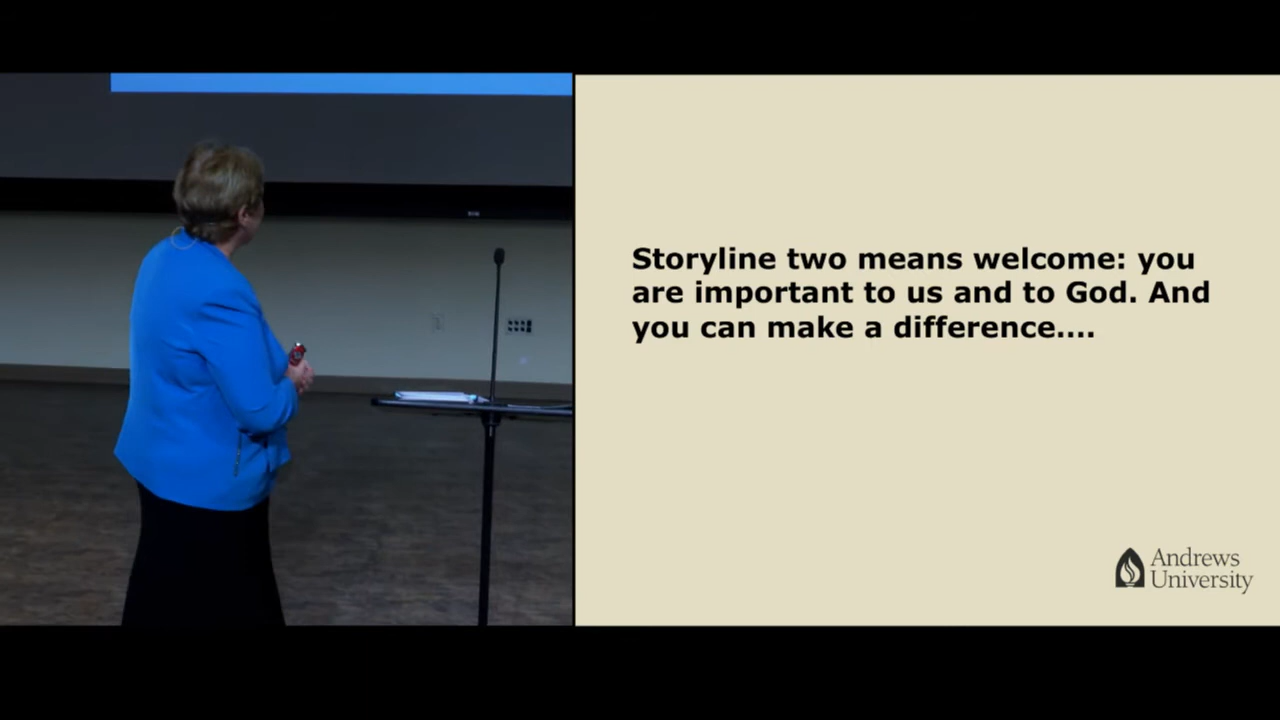 Storyline two means welcome: you
are important to us and to God. And
you can make a difference....
Andrews
University